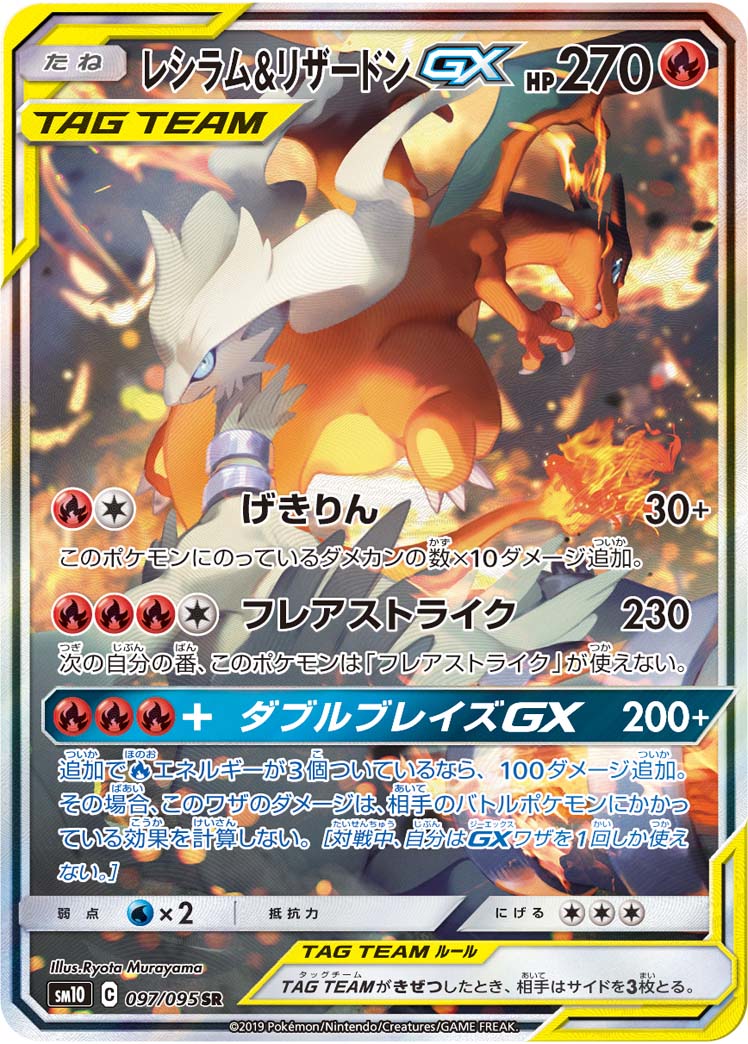 たね レシラム&リザードンGX HP270
TAG TEAM
げきりん 30+
このポケモンにのっているダメカンの数×10ダメージ追加。
フレアストライク 230
次の自分の番、このポケモンは「フレアストライク」が使えない。
+ ダブルブレイズGX 200+
追加でエネルギーが3個ついているなら、100ダメージ追加。
その場合、このワザのダメージは、相手のバトルポケモンにかかっ
ている効果を計算しない。[対戦中、自分はGXワザを1回しか使え
ない。]
弱点 ×2 抵抗力 にげる
TAG TEAM ルール
TAG TEAMがきぜつしたとき、相手はサイドを3枚とる。
Illus.Ryota Murayama
sm10 C 097/095 SR
©2019 Pokémon/Nintendo/Creatures/GAME FREAK.